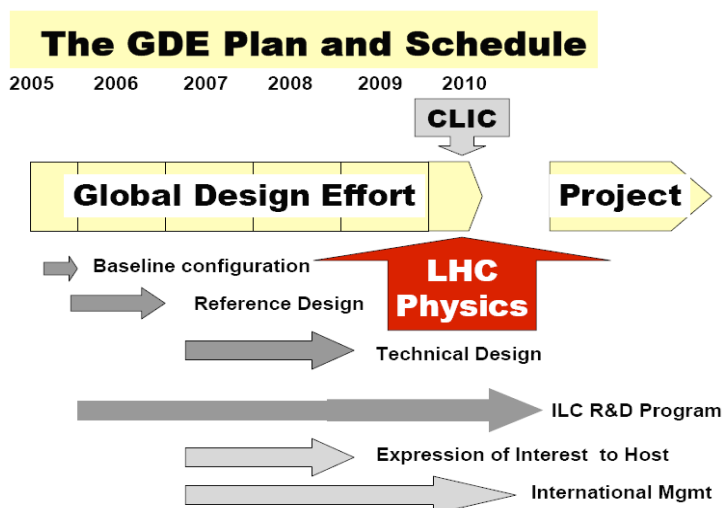 The GDE Plan and Schedule
2005 2006 2007 2008 2009 2010
CLIC
Global Design Effort Project
Baseline configuration
LHC
Physics
Reference Design
Technical Design
ILC R&D Program
Expression of Interest to Host
International Mgmt